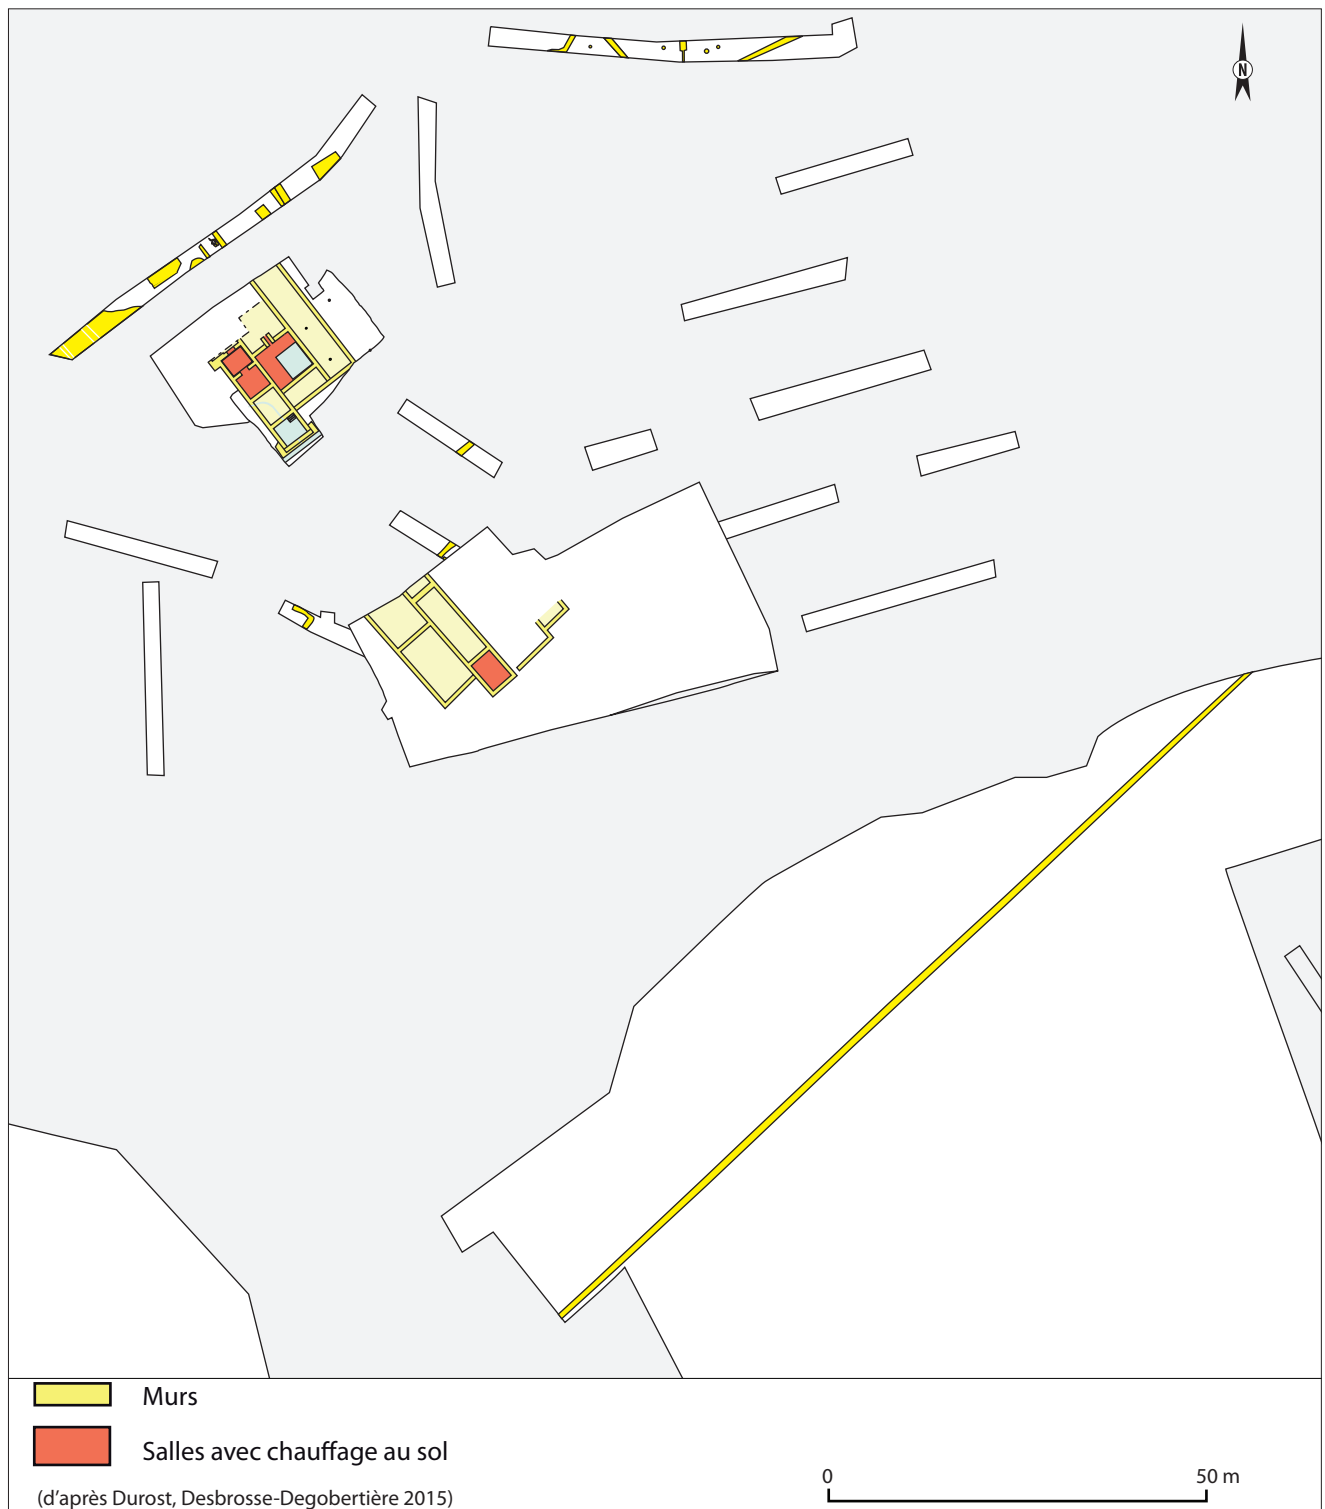 N
Murs
Salles avec chauffage au sol
(d'après Durost, Desbrosse-Degobertière 2015)
0 50 m